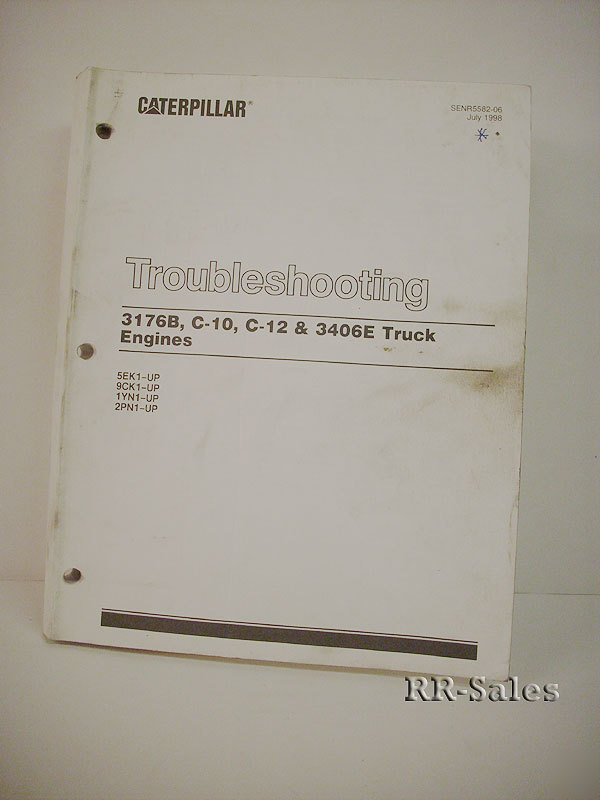 CATERPILLAR®
SENR5582-06
July 1998
Troubleshooting
3176B, C-10, C-12 & 3406E Truck
Engines
5EK1-UP
9CK1-UP
1YN1-UP
2PN1-UP
RR-Sales